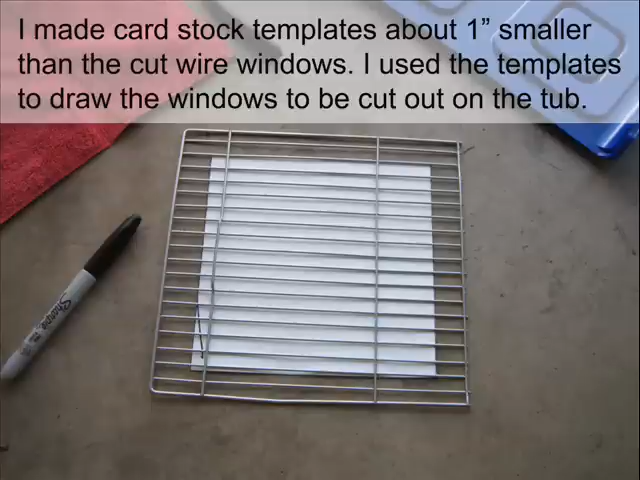 I made card stock templates about 1” smaller
than the cut wire windows. I used the templates
to draw the windows to be cut out on the tub.
Sharpie